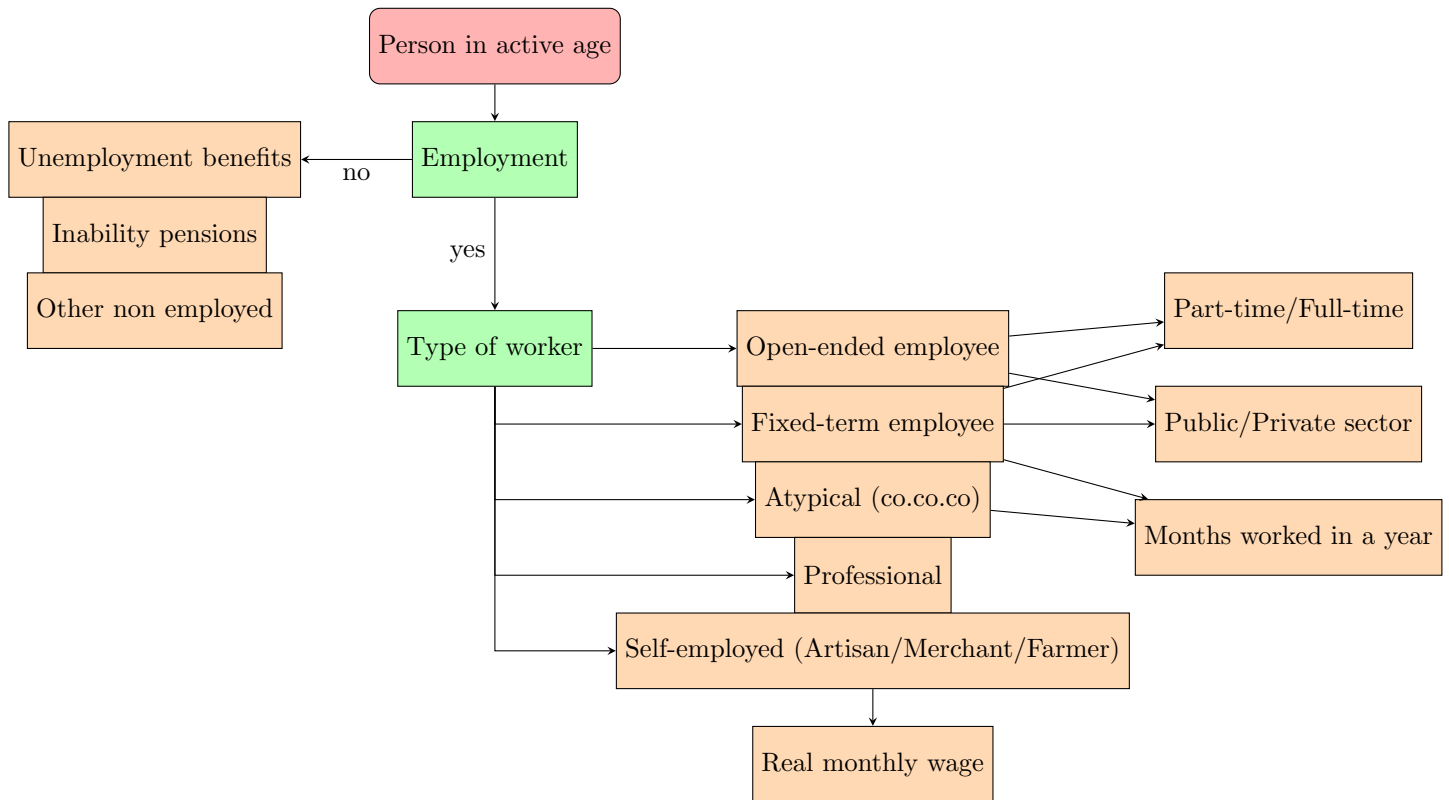 Person in active age
Unemployment benefits
no
Employment
Inability pensions
yes
Other non employed
Type of worker
Open-ended employee
Part-time/Full-time
Fixed-term employee
Public/Private sector
Atypical (co.co.co)
Months worked in a year
Professional
Self-employed (Artisan/Merchant/Farmer)
Real monthly wage